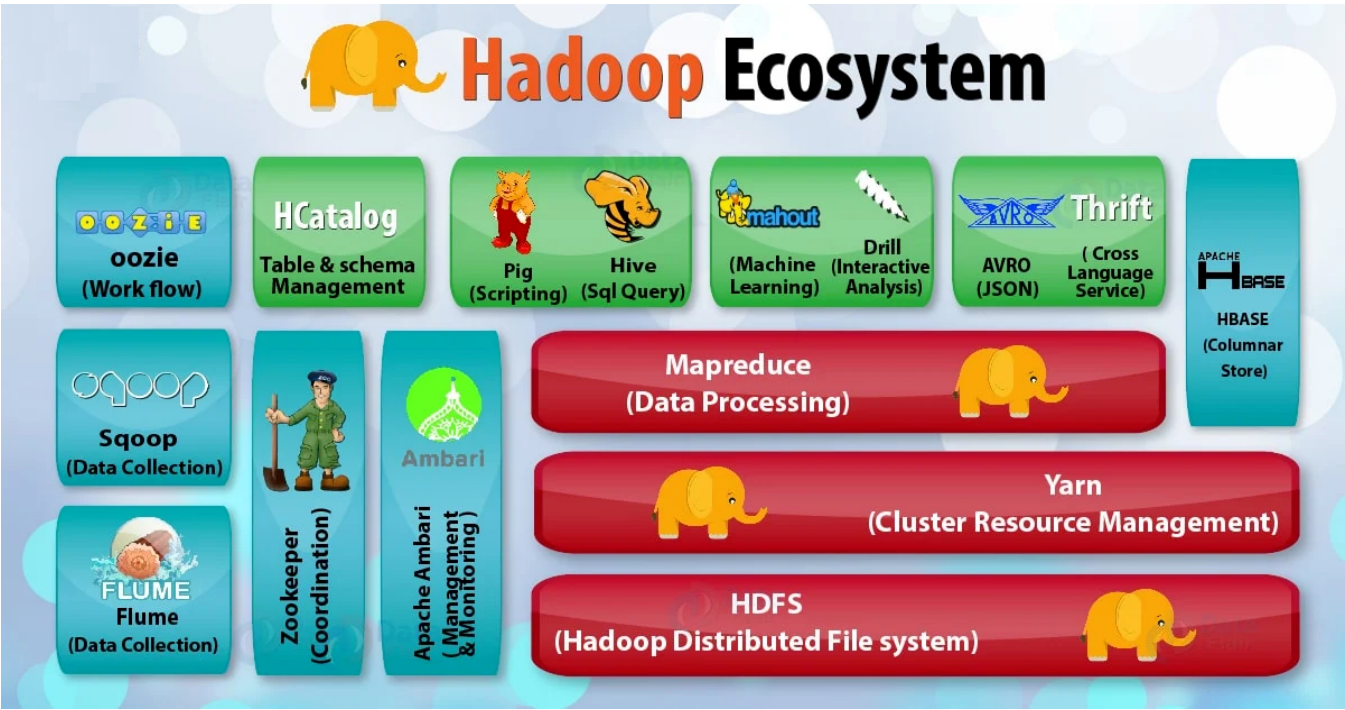 Hadoop Ecosystem
OOZiE
oozie
(Work flow)
HCatalog
Table & schema
Management
Pig
(Scripting)
Hive
(Sql Query)
mahout
(Machine
Learning)
Drill
(Interactive
Analysis)
AVRO
AVRO
(JSON)
Thrift
( Cross
Language
Service)
APACHE
HBASE
HBASE
(Columnar
Store)
sqoop
Sqoop
(Data Collection)
FLUME
Flume
(Data Collection)
ZOO
Zookeeper
(Coordination)
Ambari
Apache Ambari
( Management
& Monitoring )
Mapreduce
(Data Processing)
Yarn
(Cluster Resource Management)
HDFS
(Hadoop Distributed File system)